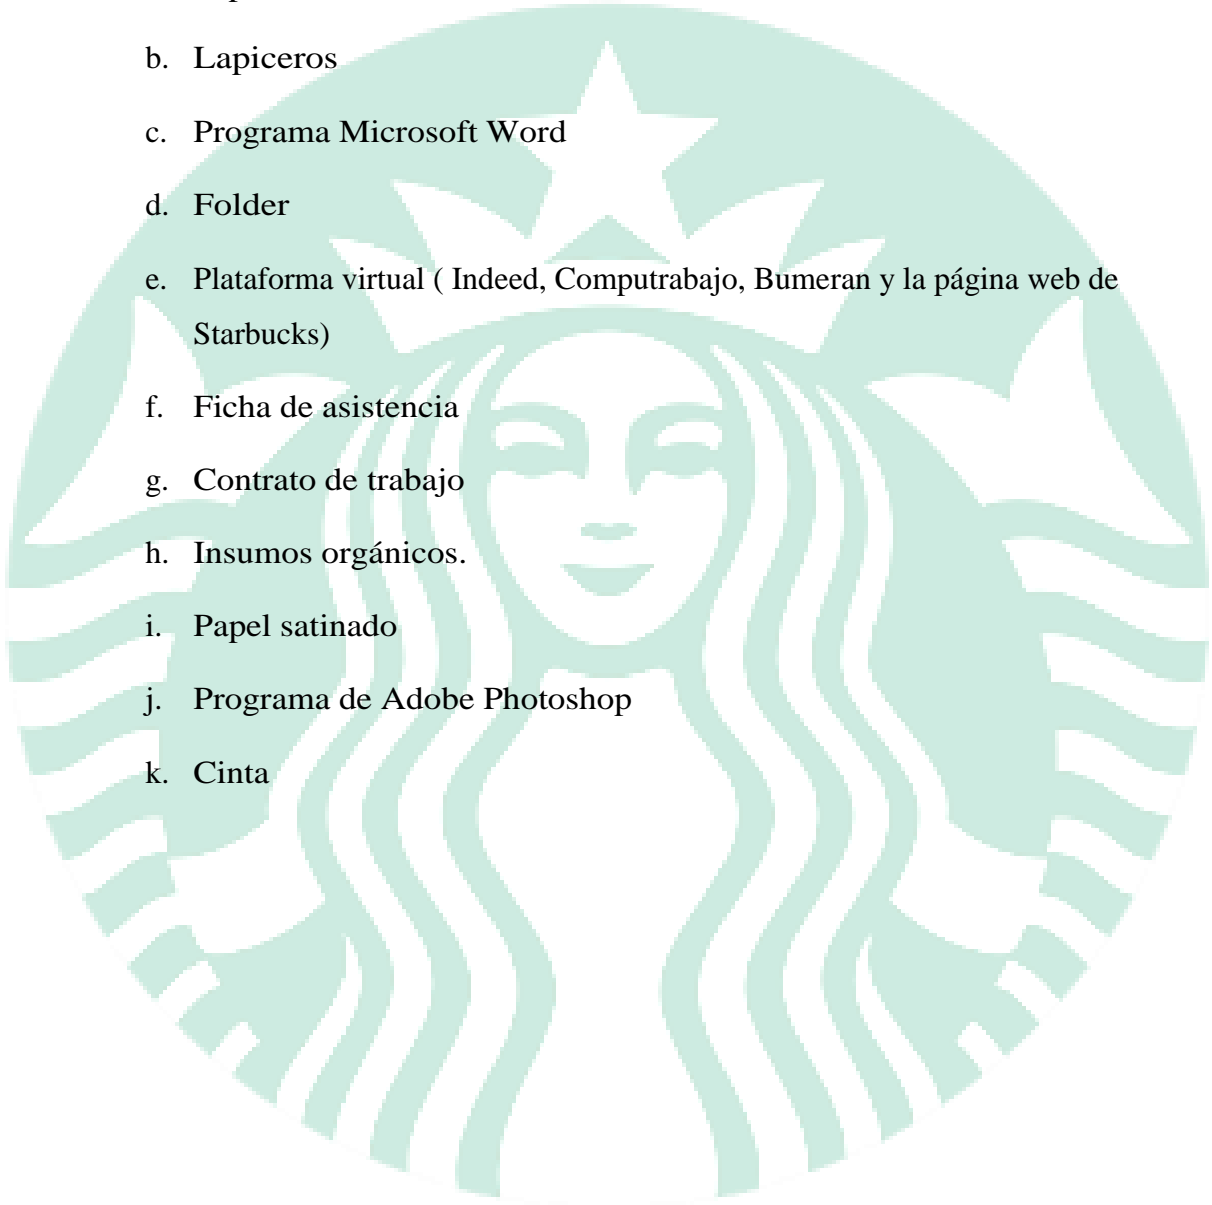 b. Lapiceros
c. Programa Microsoft Word
d. Folder
e. Plataforma virtual ( Indeed, Computrabajo, Bumeran y la página web de
Starbucks)
f. Ficha de asistencia
g. Contrato de trabajo
h. Insumos orgánicos.
i. Papel satinado
j. Programa de Adobe Photoshop
k. Cinta